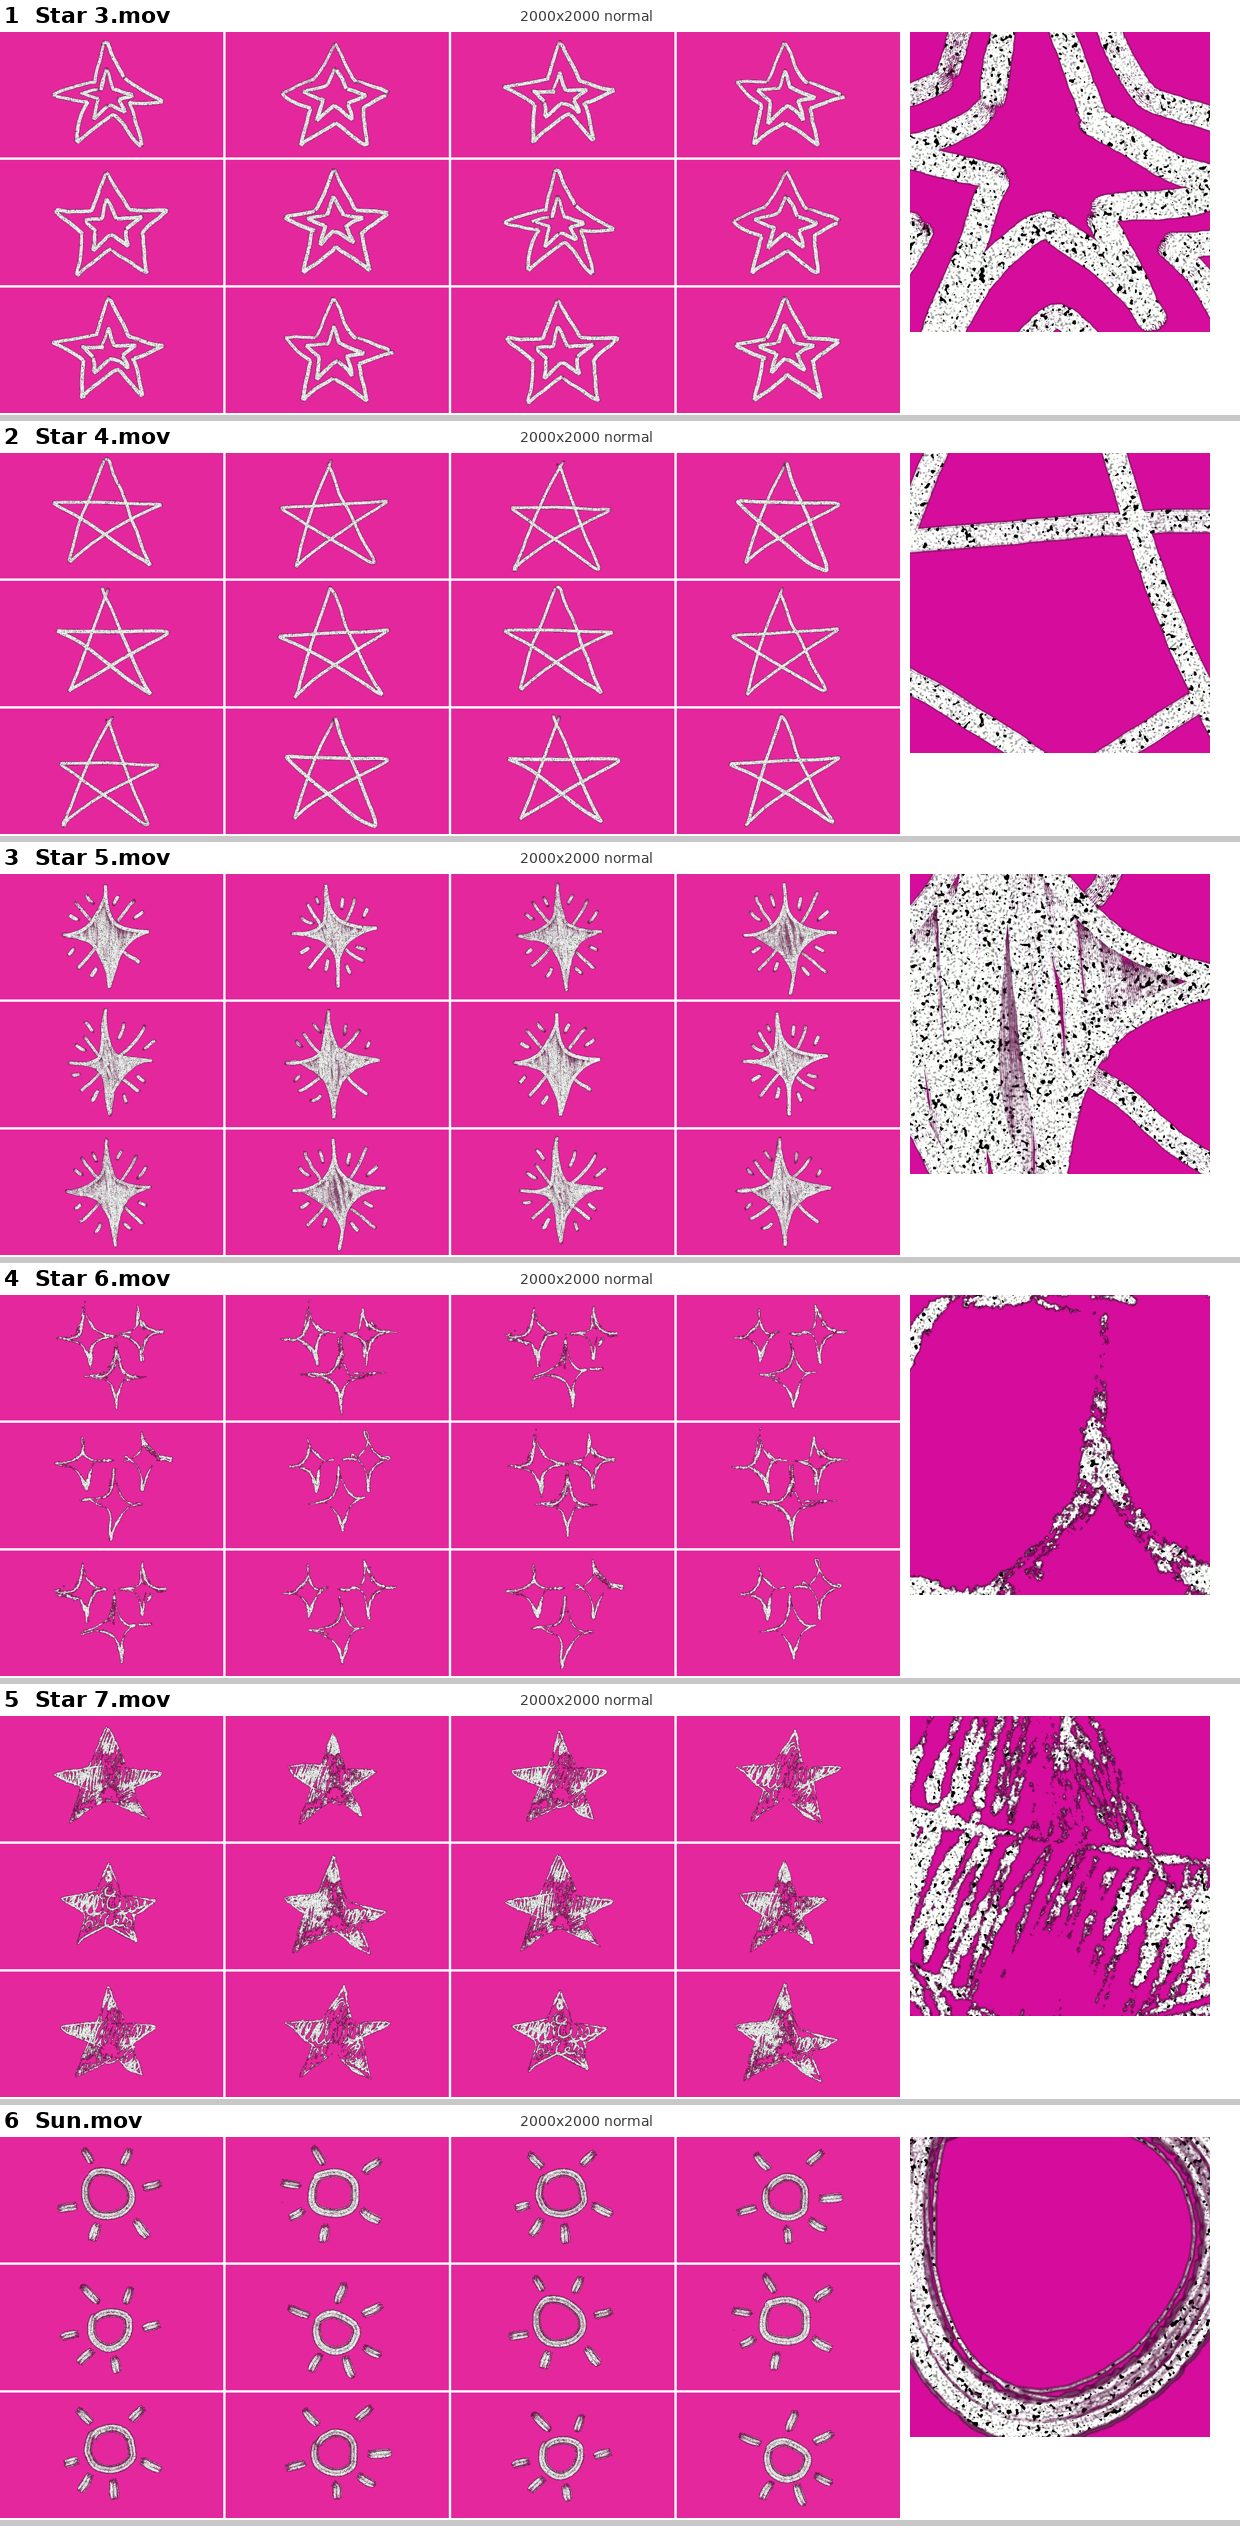 1 Star 3.mov 2000x2000 normal
2 Star 4.mov 2000x2000 normal
3 Star 5.mov 2000x2000 normal
4 Star 6.mov 2000x2000 normal
5 Star 7.mov 2000x2000 normal
6 Sun.mov 2000x2000 normal